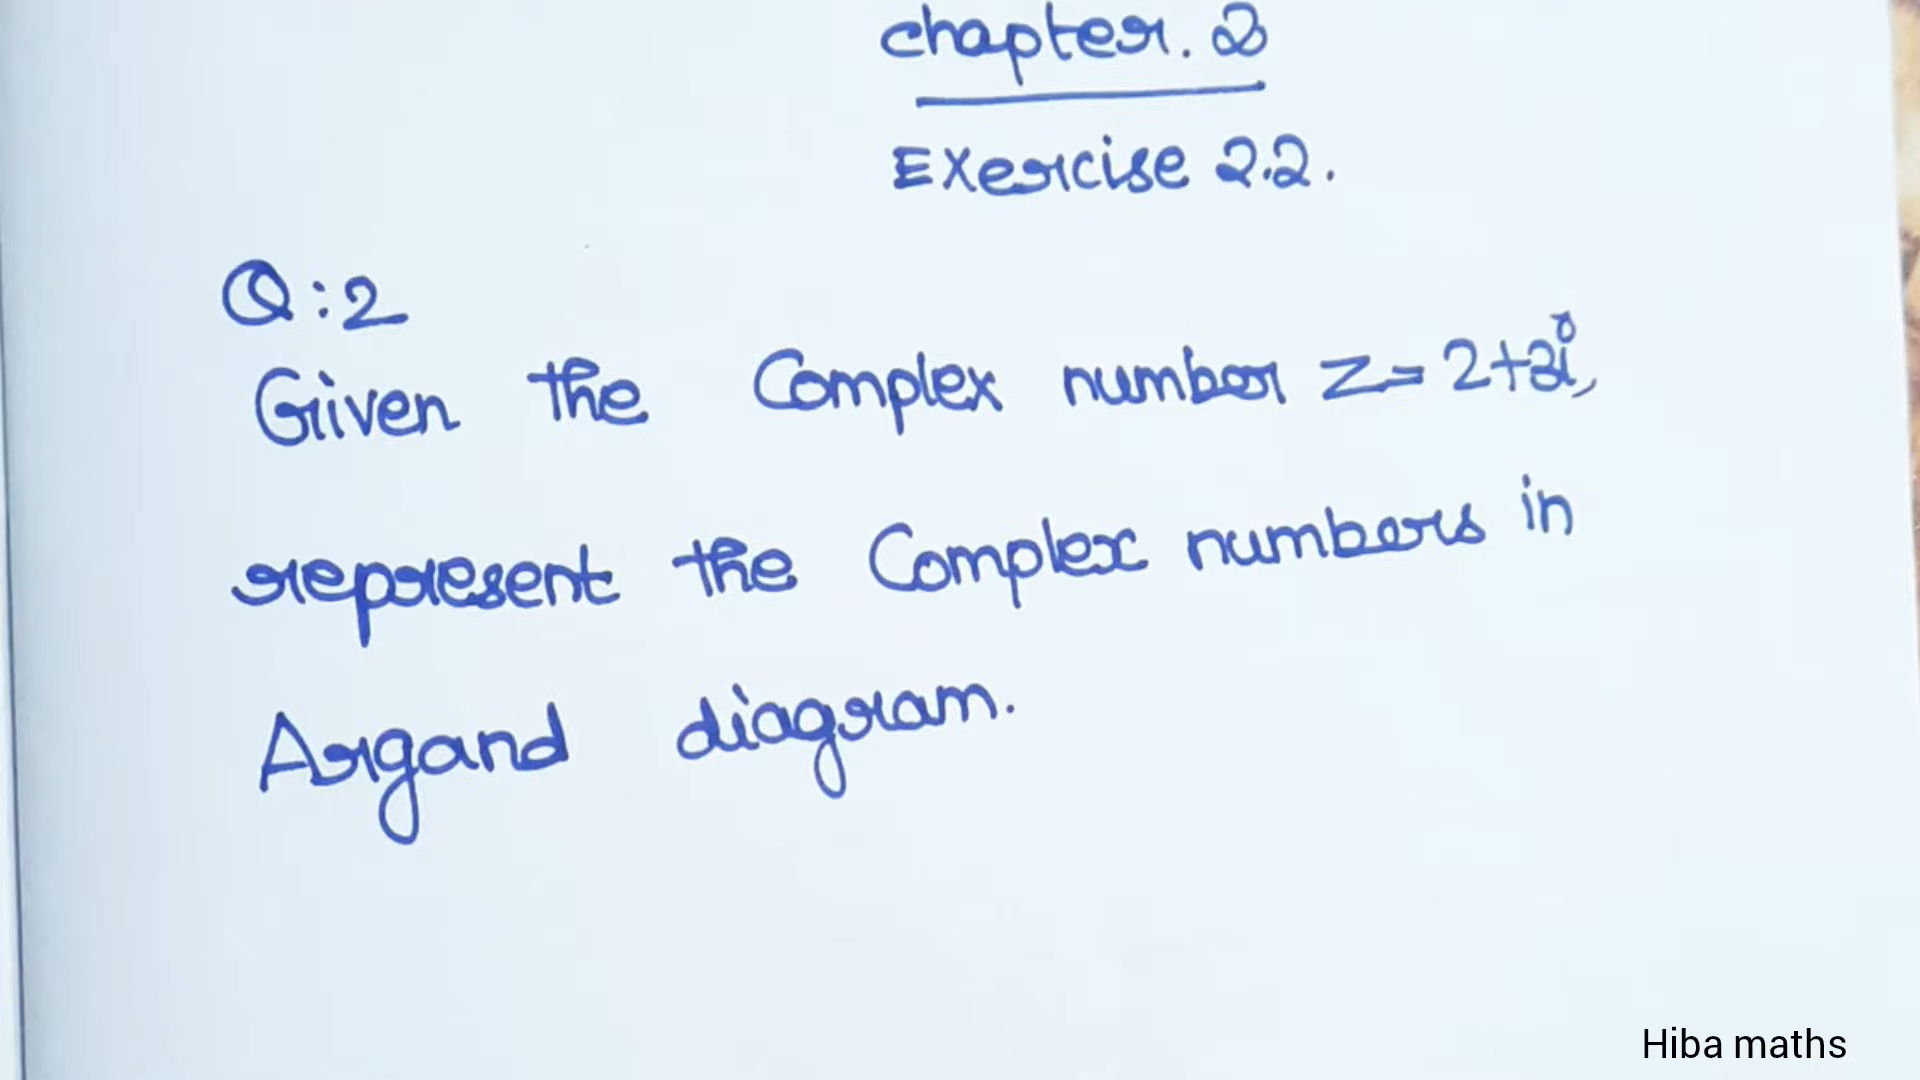 chapter. 2
Exercise 2.2.
Q:2
Given the Complex number z= 2+3i,
represent the Complex numbers in
Argand diagram.
Hiba maths